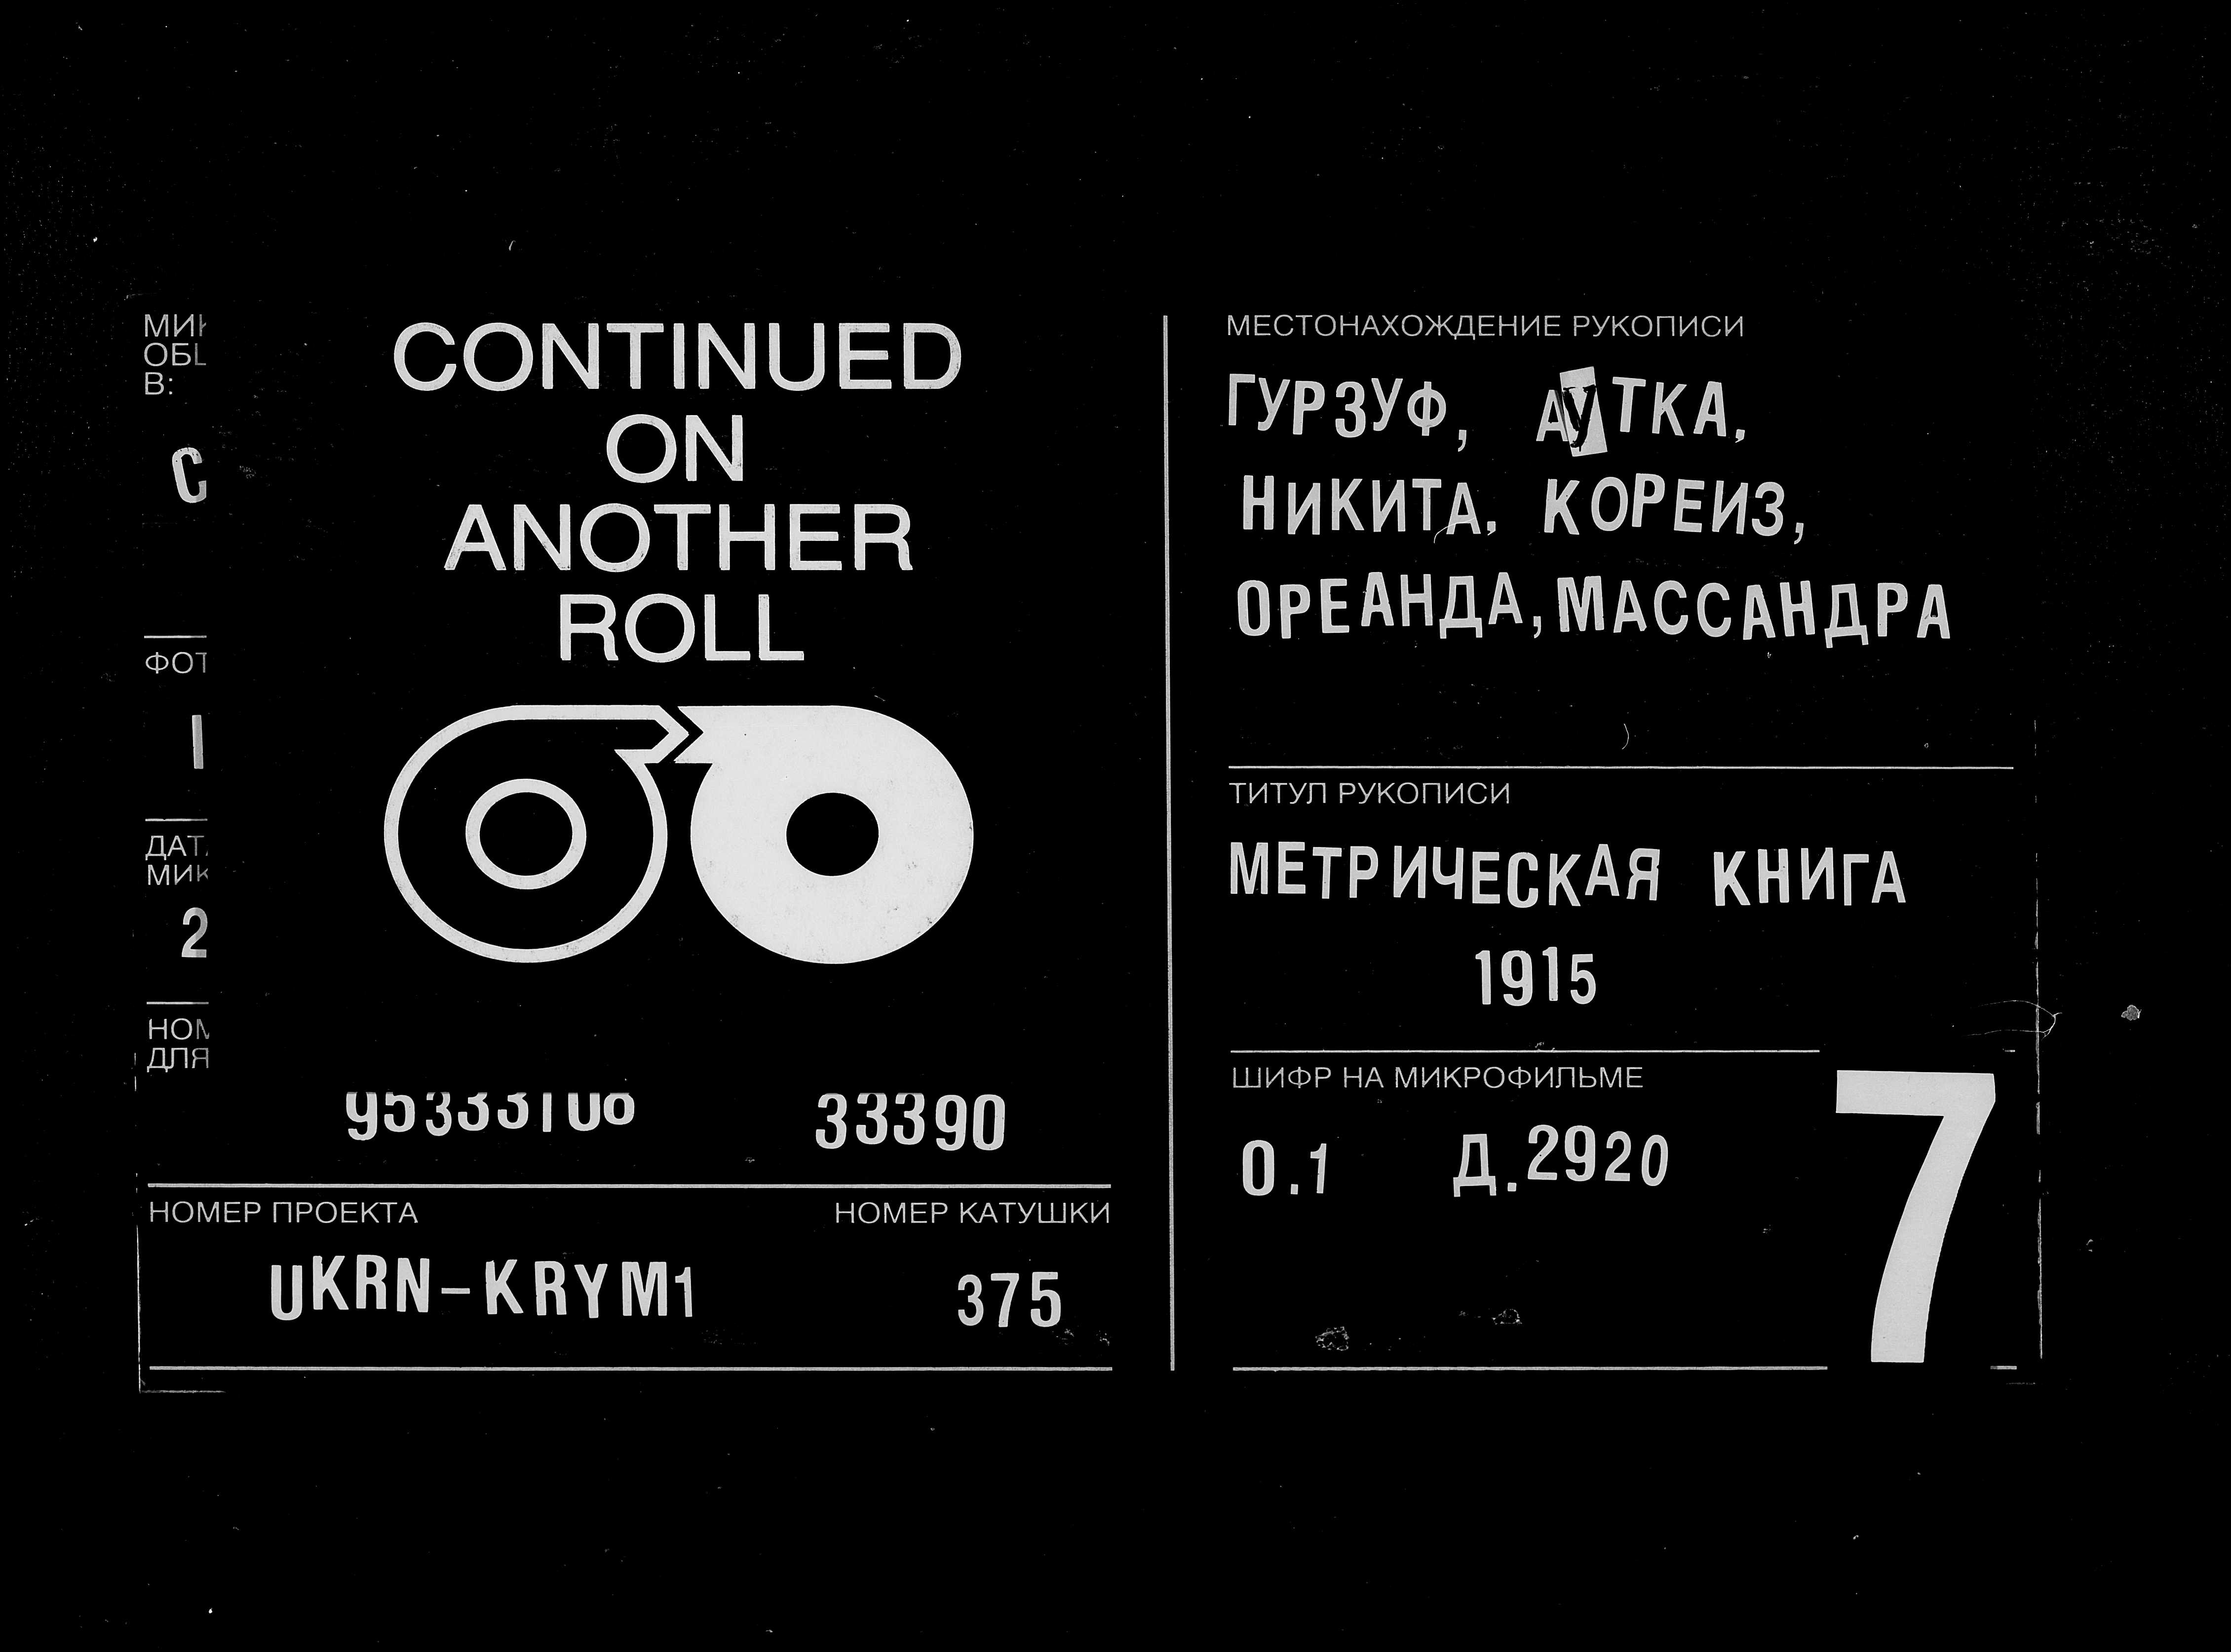 CONTINUED
ON
ANOTHER
ROLL
В:
33390
НОМЕР ПРОЕКТА НОМЕР КАТУШКИ
UKRN-KRYM1 375
МЕСТОНАХОЖДЕНИЕ РУКОПИСИ
ГУРЗУФ, АУТКА,
НИКИТА, КОРЕИЗ,
ОРЕАНДА, МАССАНДРА
ТИТУЛ РУКОПИСИ
МЕТРИЧЕСКАЯ КНИГА
1915
ШИФР НА МИКРОФИЛЬМЕ
О.1 Д.2920
7